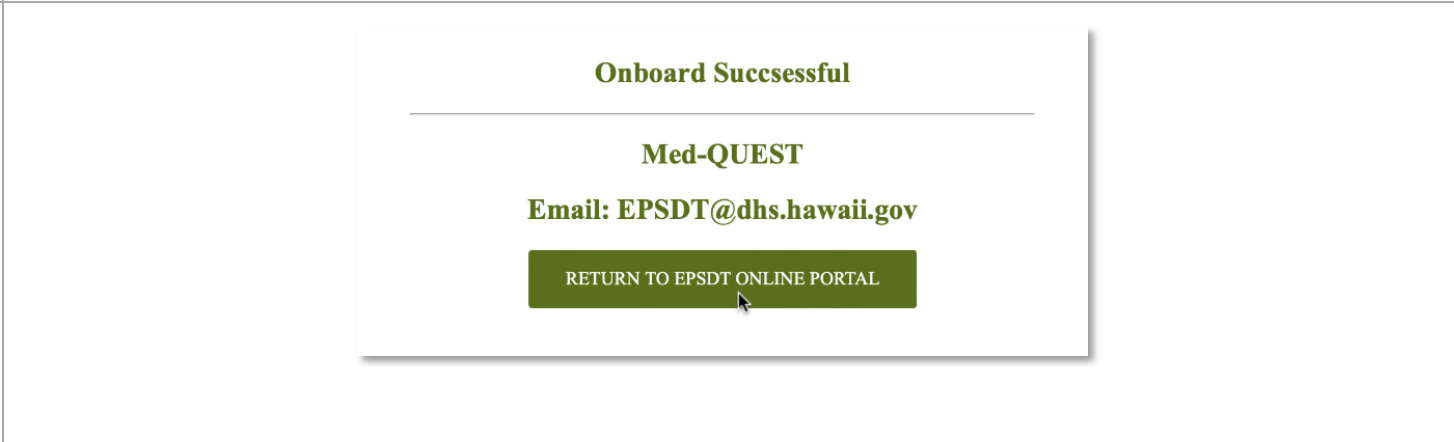 Onboard Succsessful
Med-QUEST
Email: EPSDT@dhs.hawaii.gov
RETURN TO EPSDT ONLINE PORTAL